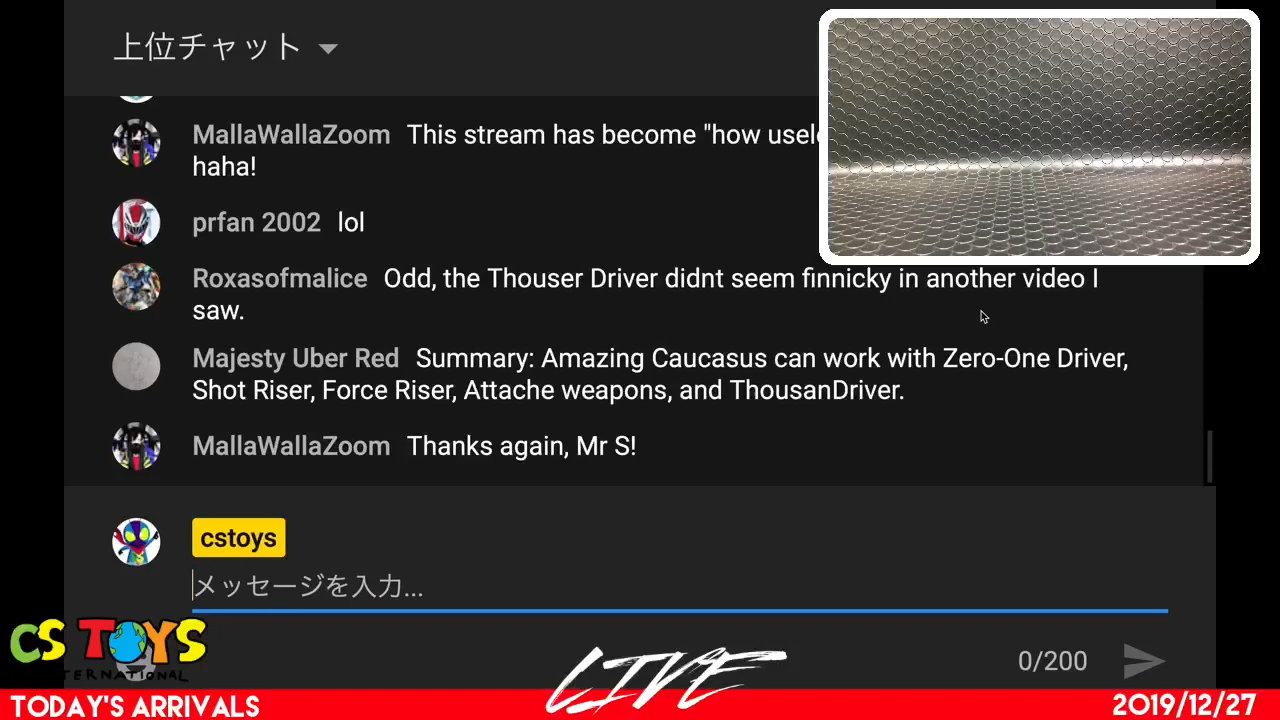 上位チャット
MallaWallaZoom This stream has become "how
haha!
prfan 2002 lol
Roxasofmalice Odd, the Thouser Driver didnt seem finnicky in another video I
saw.
Majesty Uber Red Summary: Amazing Caucasus can work with Zero-One Driver,
Shot Riser, Force Riser, Attache weapons, and ThousanDriver.
MallaWallaZoom Thanks again, Mr S!
cstoys
メッセージを入力...
CS TOYS
0/200
LIVE
TODAY'S ARRIVALS
2019/12/27